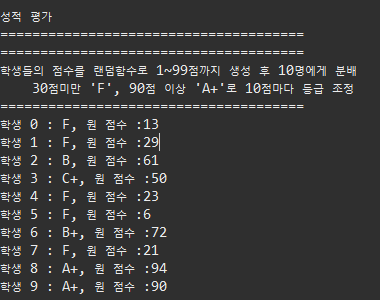 성적 평가
======================================
======================================
학생들의 점수를 랜덤함수로 1~99점까지 생성 후 10명에게 분배
30점미만 'F', 90점 이상 'A+'로 10점마다 등급 조정
======================================
학생 0 : F, 원 점수 :13
학생 1 : F, 원 점수 :29
학생 2 : B, 원 점수 :61
학생 3 : C+, 원 점수 :50
학생 4 : F, 원 점수 :23
학생 5 : F, 원 점수 :6
학생 6 : B+, 원 점수 :72
학생 7 : F, 원 점수 :21
학생 8 : A+, 원 점수 :94
학생 9 : A+, 원 점수 :90